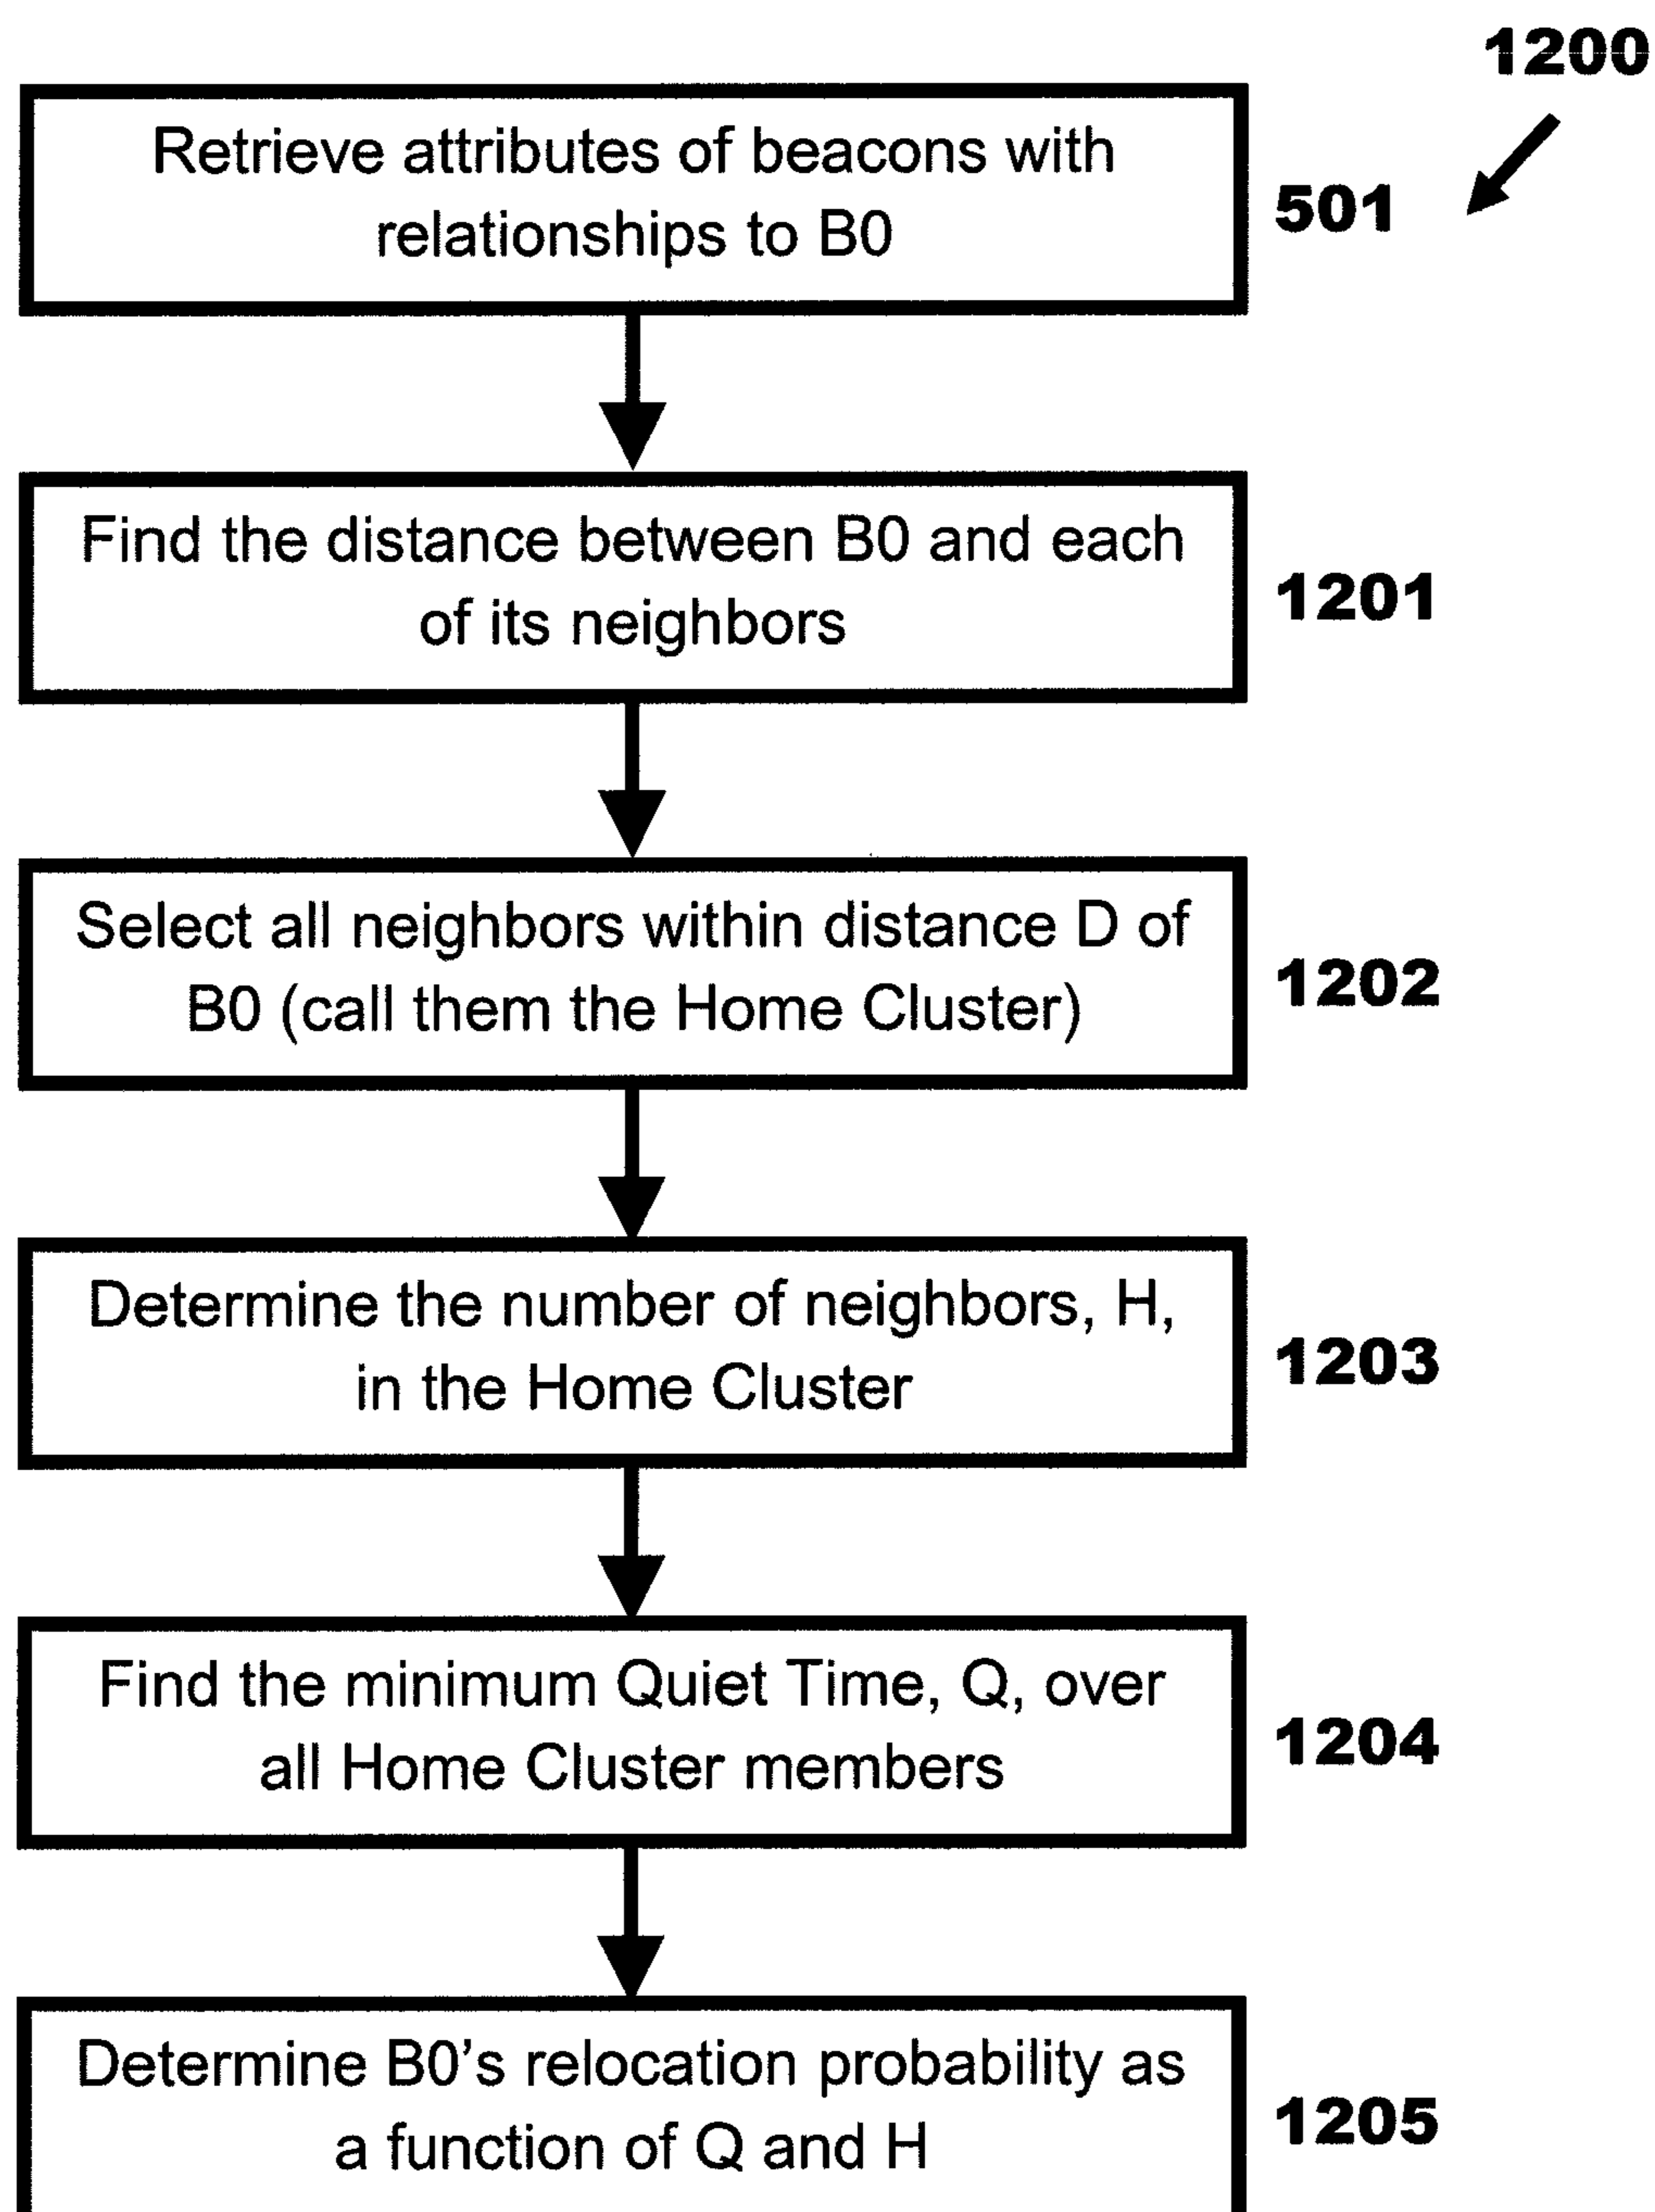 1200
Retrieve attributes of beacons with
relationships to B0
501
Find the distance between B0 and each
of its neighbors
1201
Select all neighbors within distance D of
B0 (call them the Home Cluster)
1202
Determine the number of neighbors, H,
in the Home Cluster
1203
Find the minimum Quiet Time, Q, over
all Home Cluster members
1204
Determine B0’s relocation probability as
a function of Q and H
1205